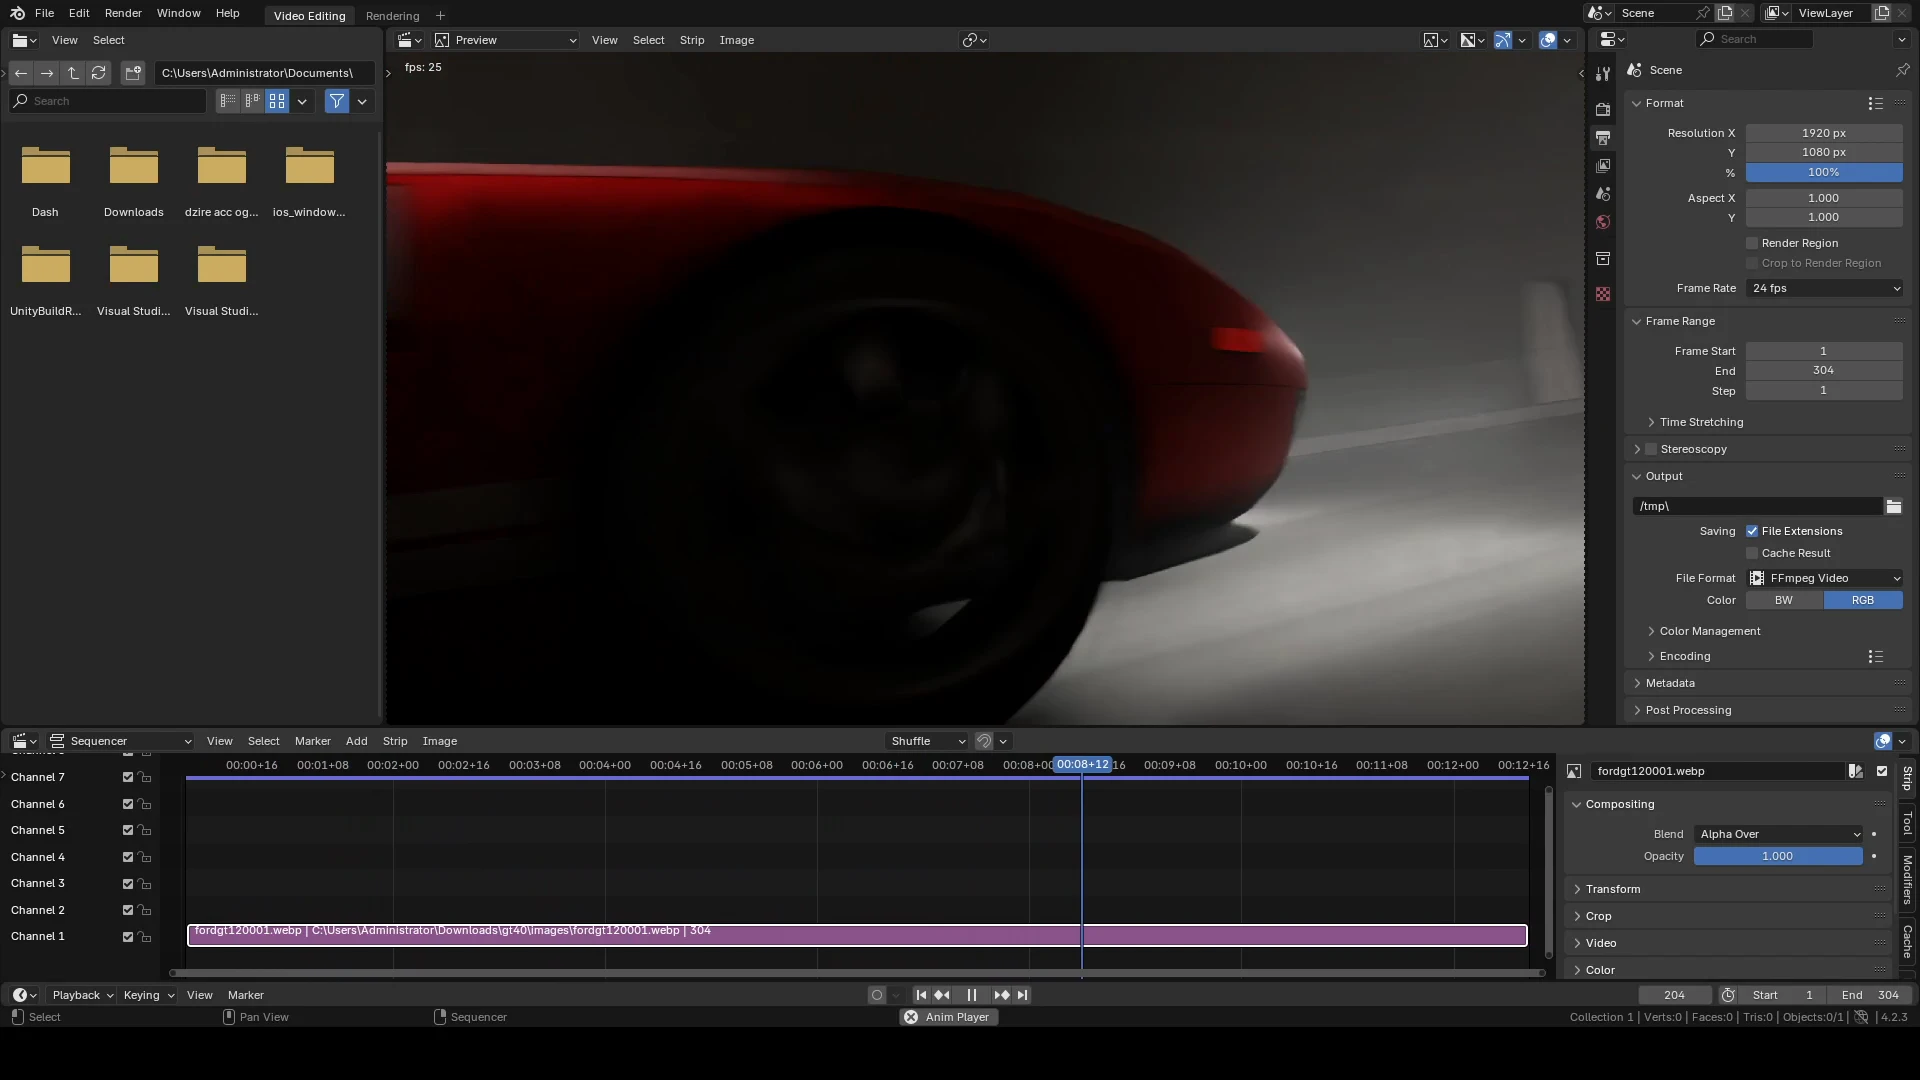 File Edit Render Window Help Video Editing Rendering + Scene ViewLayer
View Select
C:\Users\Administrator\Documents\
Search
Dash Downloads dzire acc og... ios_window...
UnityBuildR... Visual Studi... Visual Studi...
Preview View Select Strip Image
fps: 25
Search
Scene
Format
Resolution X 1920 px
Y 1080 px
% 100%
Aspect X 1.000
Y 1.000
Render Region
Crop to Render Region
Frame Rate 24 fps
Frame Range
Frame Start 1
End 304
Step 1
Time Stretching
Stereoscopy
Output
/tmp\
Saving File Extensions
Cache Result
File Format FFmpeg Video
Color BW RGB
Color Management
Encoding
Metadata
Post Processing
Sequencer View Select Marker Add Strip Image Shuffle
00:00+16 00:01+08 00:02+00 00:02+16 00:03+08 00:04+00 00:04+16 00:05+08 00:06+00 00:06+16 00:07+08 00:08+0 00:08+12 16 00:09+08 00:10+00 00:10+16 00:11+08 00:12+00 00:12+16
Channel 7
Channel 6
Channel 5
Channel 4
Channel 3
Channel 2
Channel 1
fordgt120001.webp | C:\Users\Administrator\Downloads\gt40\images\fordgt120001.webp | 304
fordgt120001.webp
Compositing
Blend Alpha Over
Opacity 1.000
Transform
Crop
Video
Color
Strip
Tool
Modifiers
Cache
Playback Keying View Marker 204 Start 1 End 304
Select Pan View Sequencer Anim Player Collection 1 | Verts:0 | Faces:0 | Tris:0 | Objects:0/1 | 4.2.3